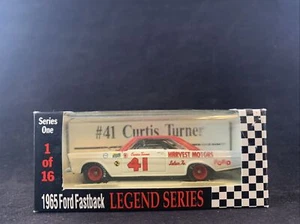 Series
One
1
of
16
#41 Curtis Turner
41
HARVEST MOTORS
1965 Ford Fastback
LEGEND SERIES